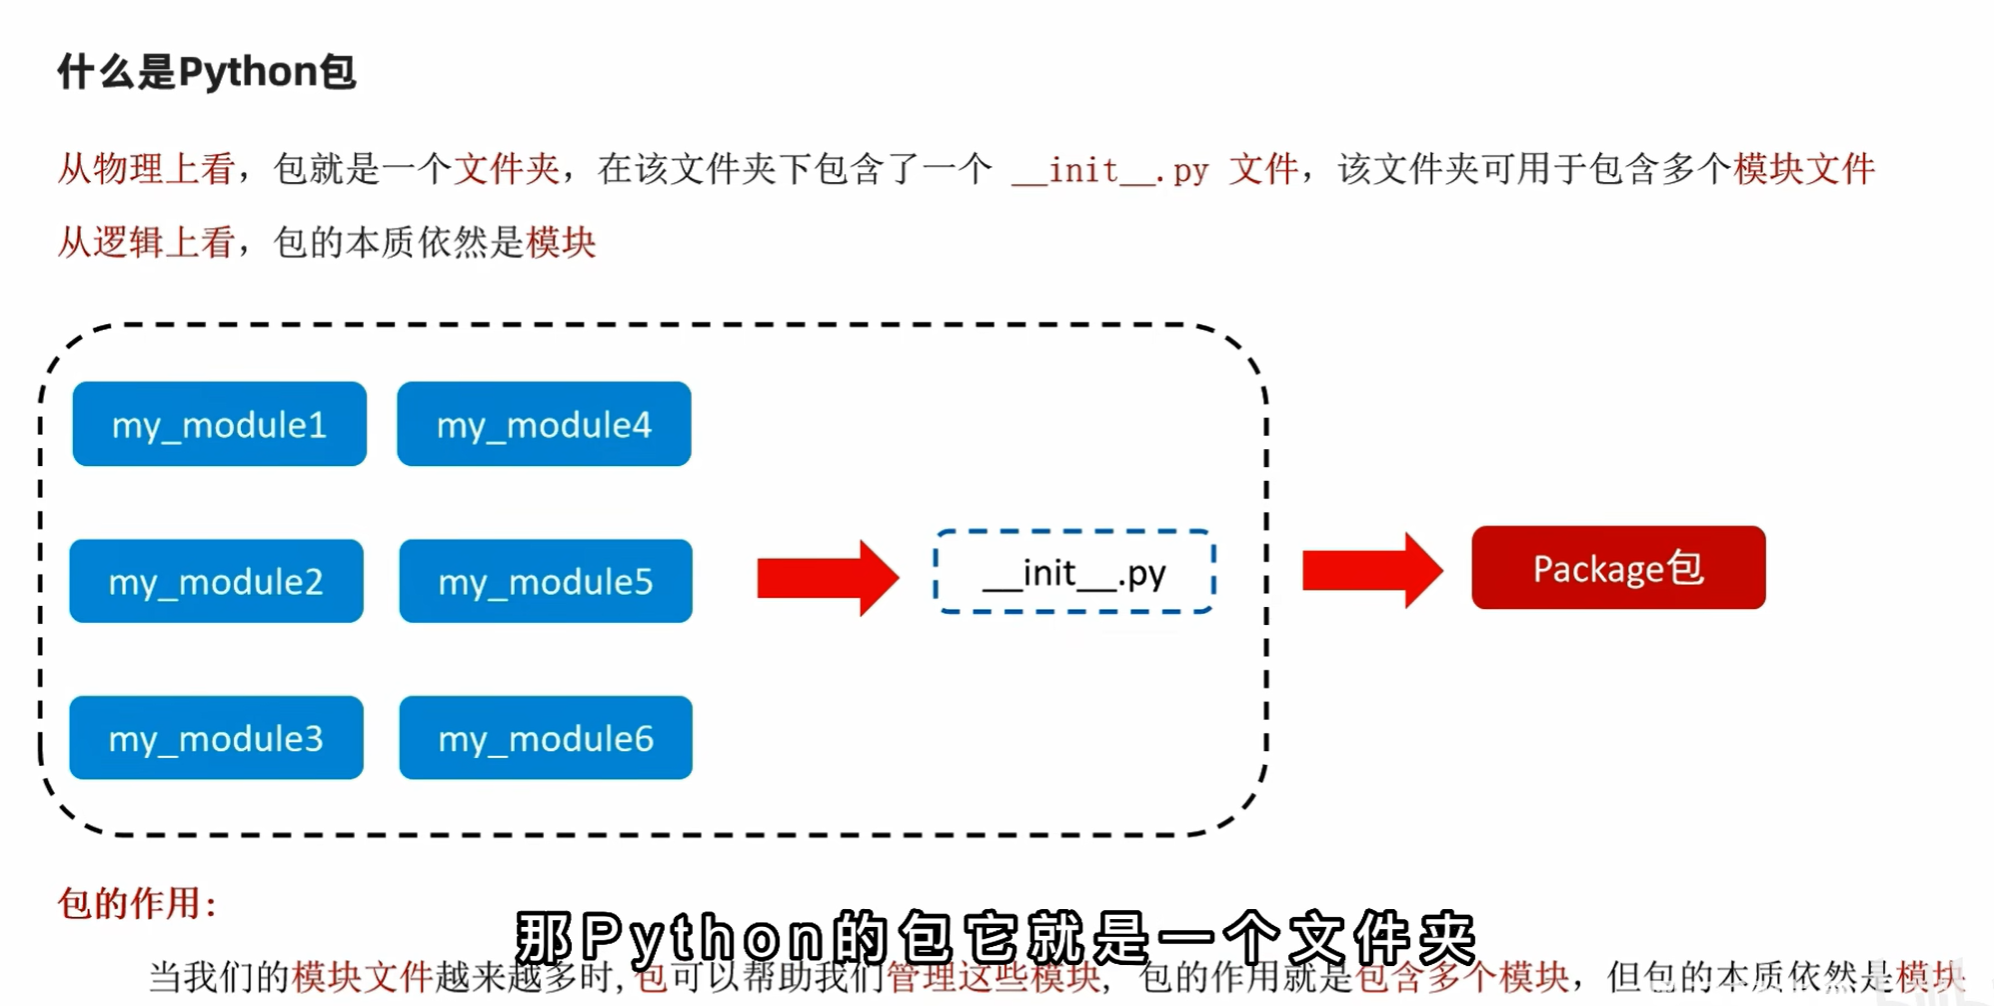 什么是Python包
从物理上看，包就是一个文件夹，在该文件夹下包含了一个 __init__.py 文件，该文件夹可用于包含多个模块文件
从逻辑上看，包的本质依然是模块
my_module1 my_module4
my_module2 my_module5
__init__.py
Package包
my_module3 my_module6
包的作用:
那Python的包它就是一个文件夹
当我们的模块文件越来越多时,包可以帮助我们管理这些模块, 包的作用就是包含多个模块，但包的本质依然是模块